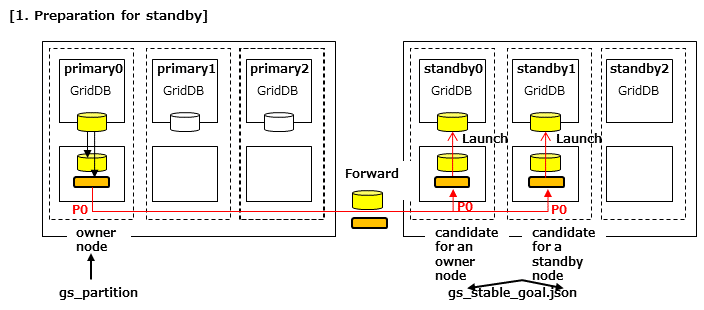 [1. Preparation for standby]
primary0
primary1
primary2
standby0
standby1
standby2
GridDB
GridDB
GridDB
GridDB
GridDB
GridDB
Launch
Launch
Forward
P0
P0
P0
owner
node
candidate
for an
owner
node
candidate
for a
standby
node
gs_partition
gs_stable_goal.json